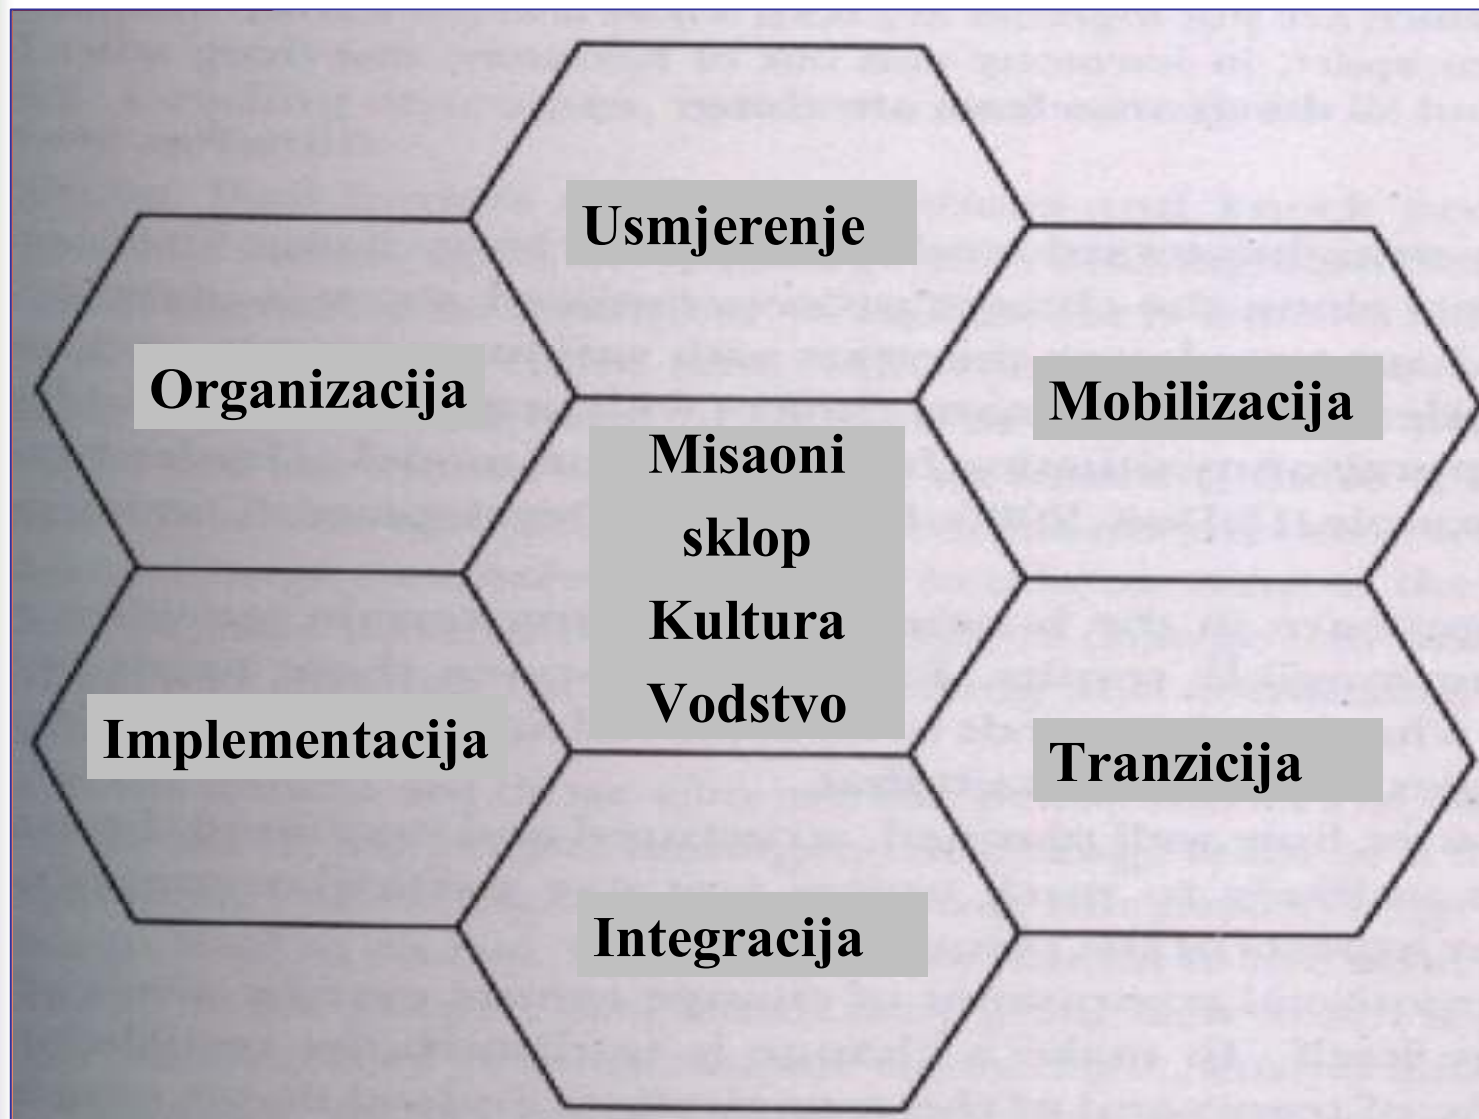 Usmjerenje
Organizacija
Mobilizacija
Misaoni
sklop
Kultura
Vodstvo
Implementacija
Tranzicija
Integracija